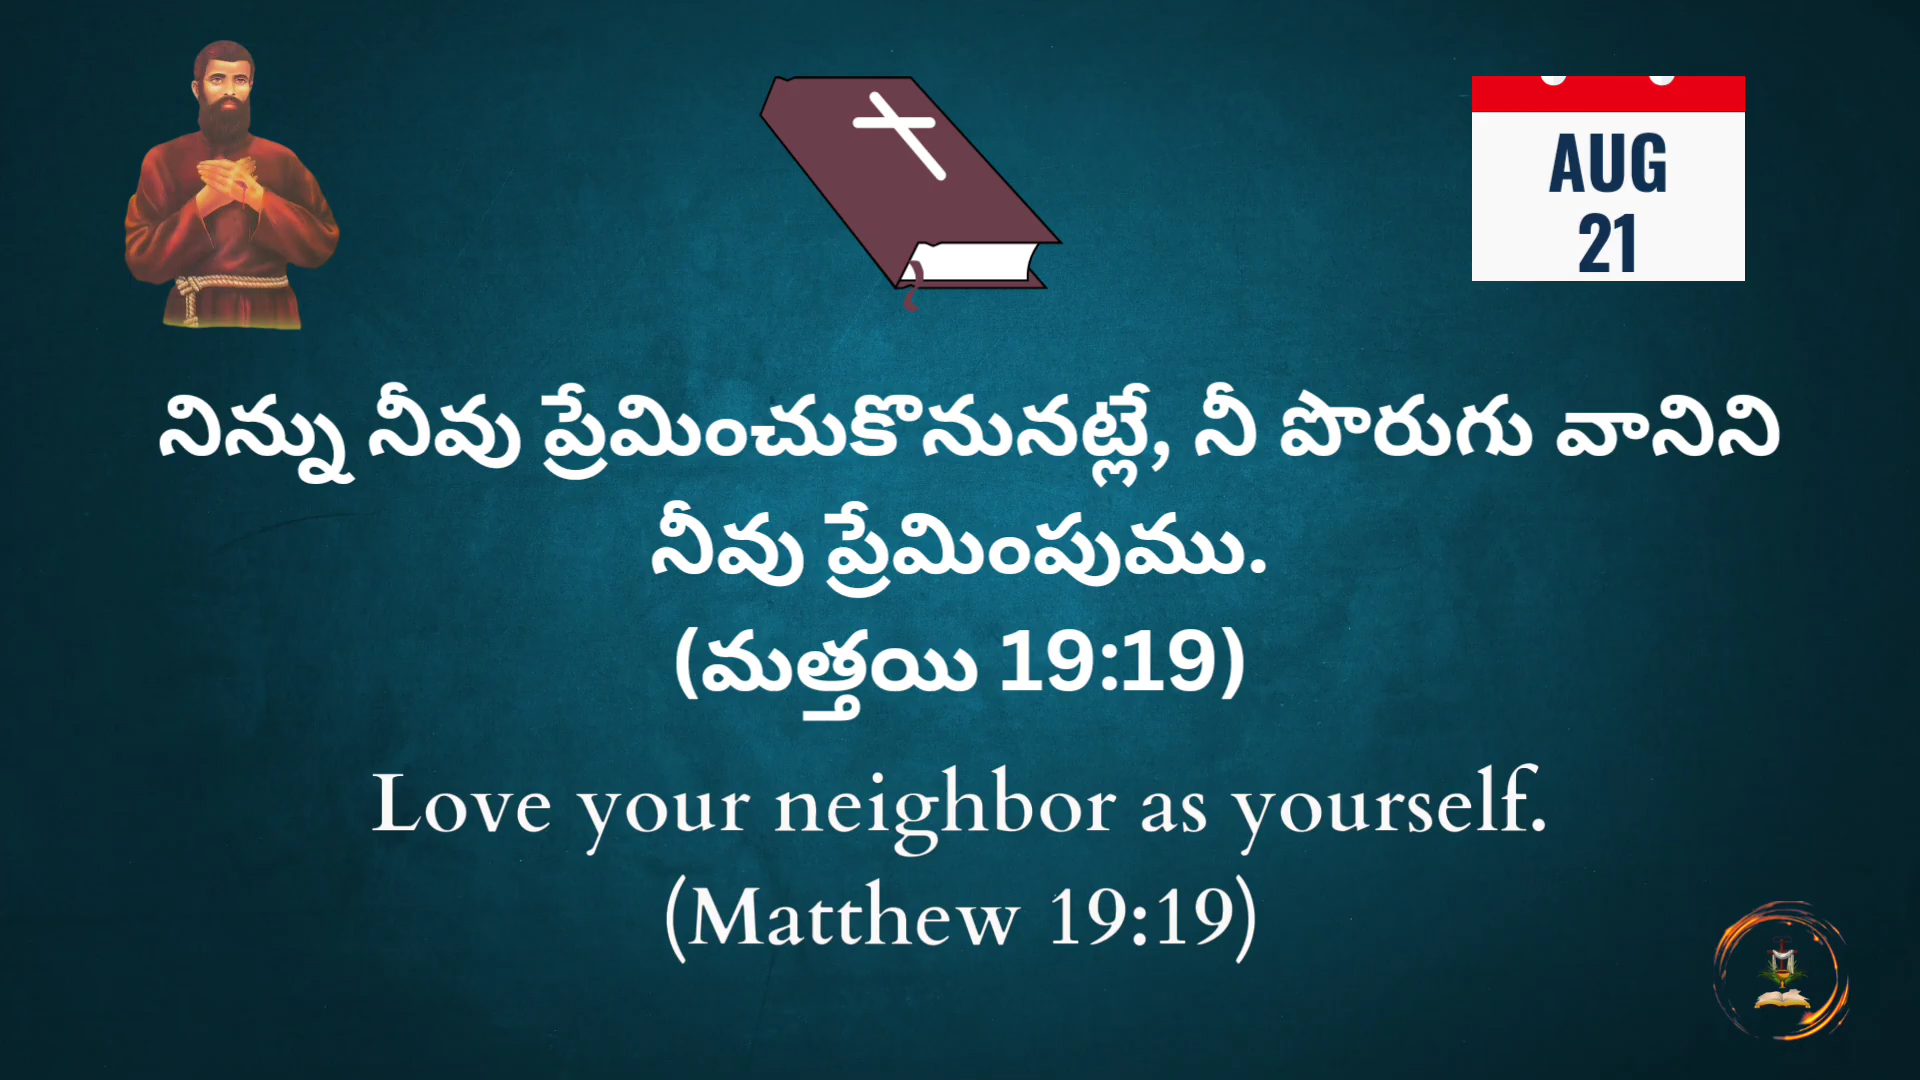 AUG
21
నిన్ను నీవు ప్రేమించుకొనునట్లే, నీ పొరుగు వానిని
నీవు ప్రేమింపుము.
(మత్తయి 19:19)
Love your neighbor as yourself.
(Matthew 19:19)